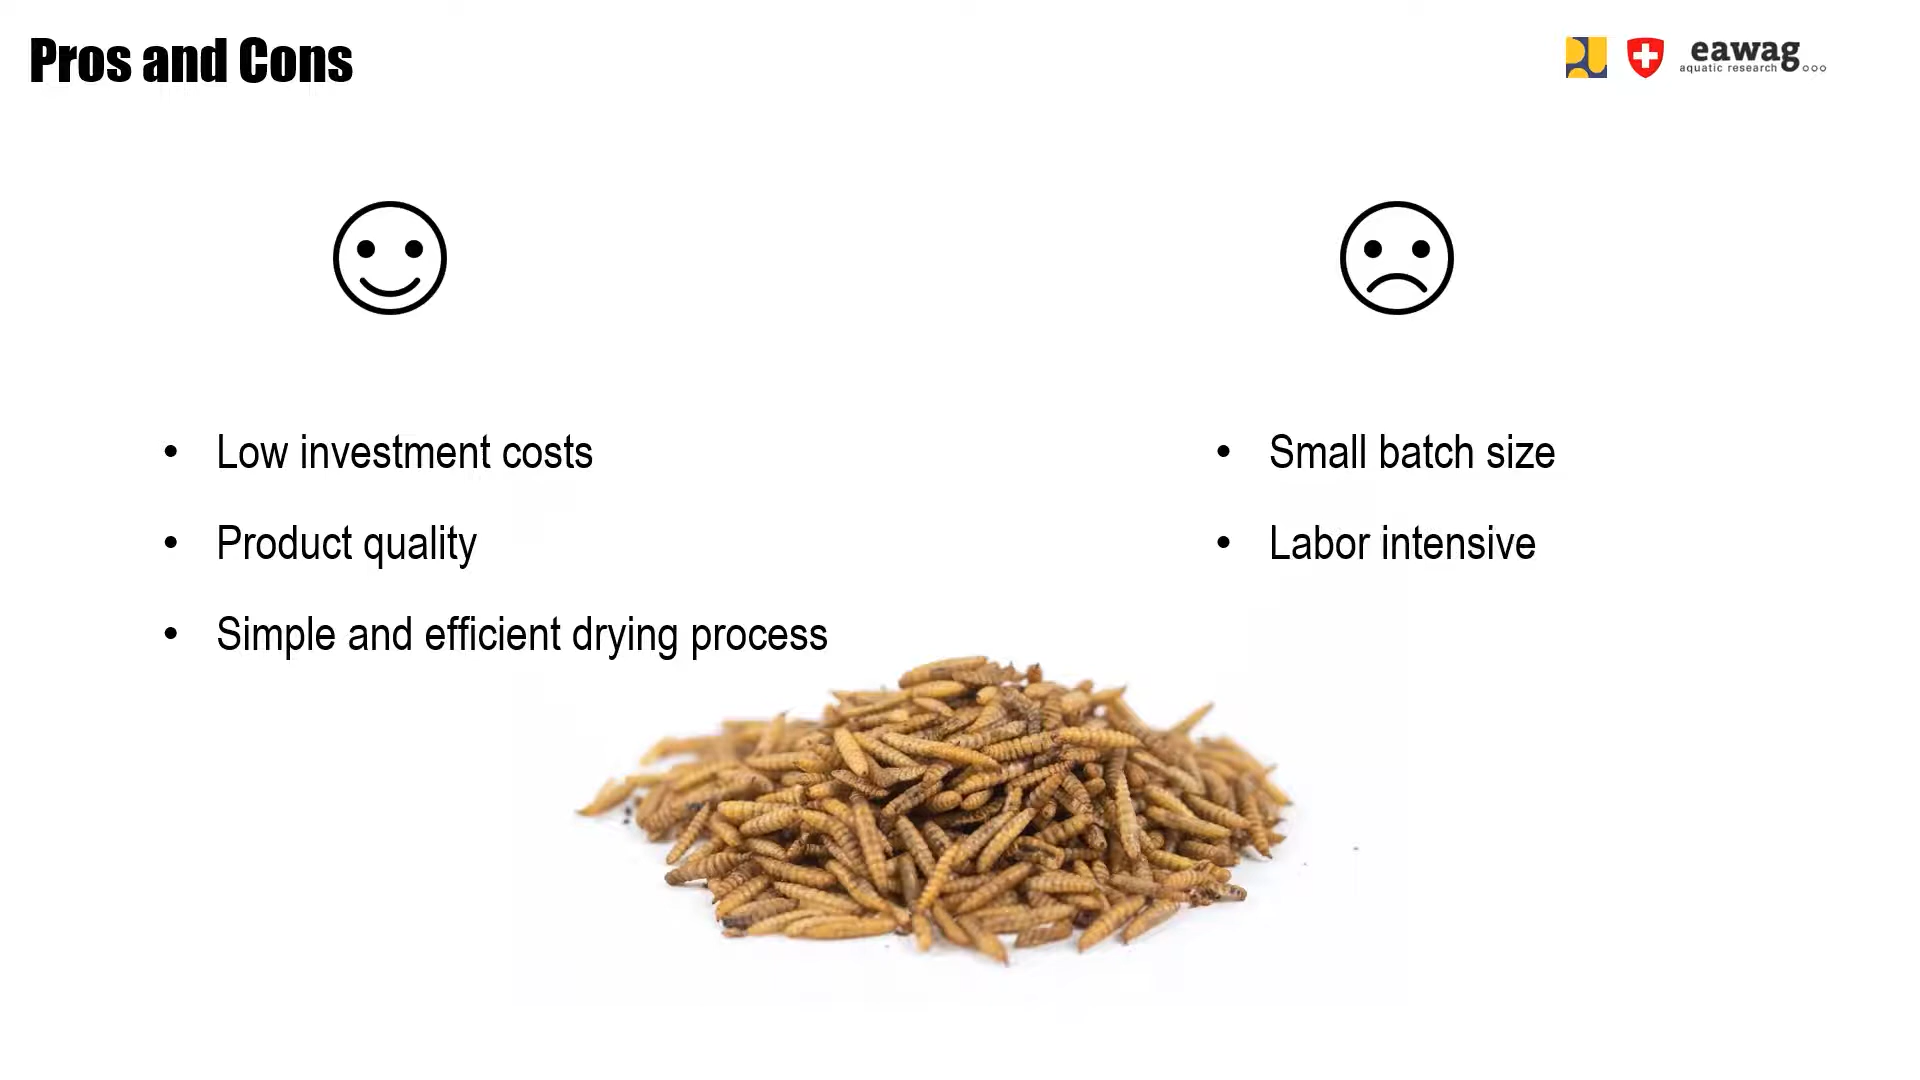 Pros and Cons
eawag
aquatic research
• Low investment costs
• Product quality
• Simple and efficient drying process
• Small batch size
• Labor intensive